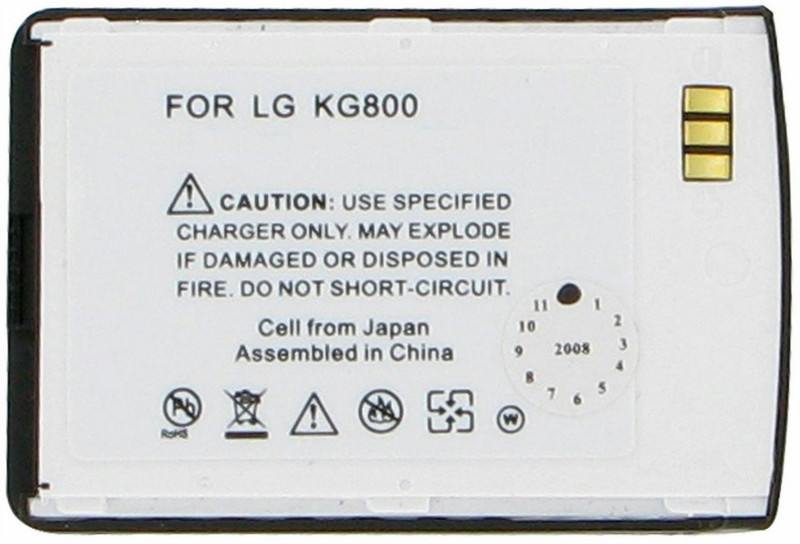 FOR LG KG800
CAUTION: USE SPECIFIED
CHARGER ONLY. MAY EXPLODE
IF DAMAGED OR DISPOSED IN
FIRE. DO NOT SHORT-CIRCUIT.
Cell from Japan
Assembled in China
11 1
10 2
9 2008 3
8 4
7 6 5
Pb
RoHS
W